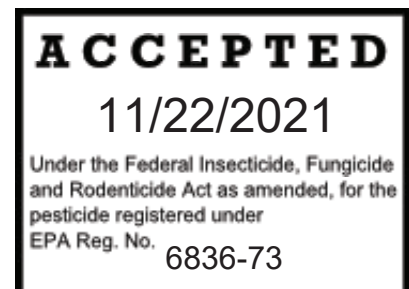 ACCEPTED
11/22/2021
Under the Federal Insecticide, Fungicide
and Rodenticide Act as amended, for the
pesticide registered under
EPA Reg. No. 6836-73